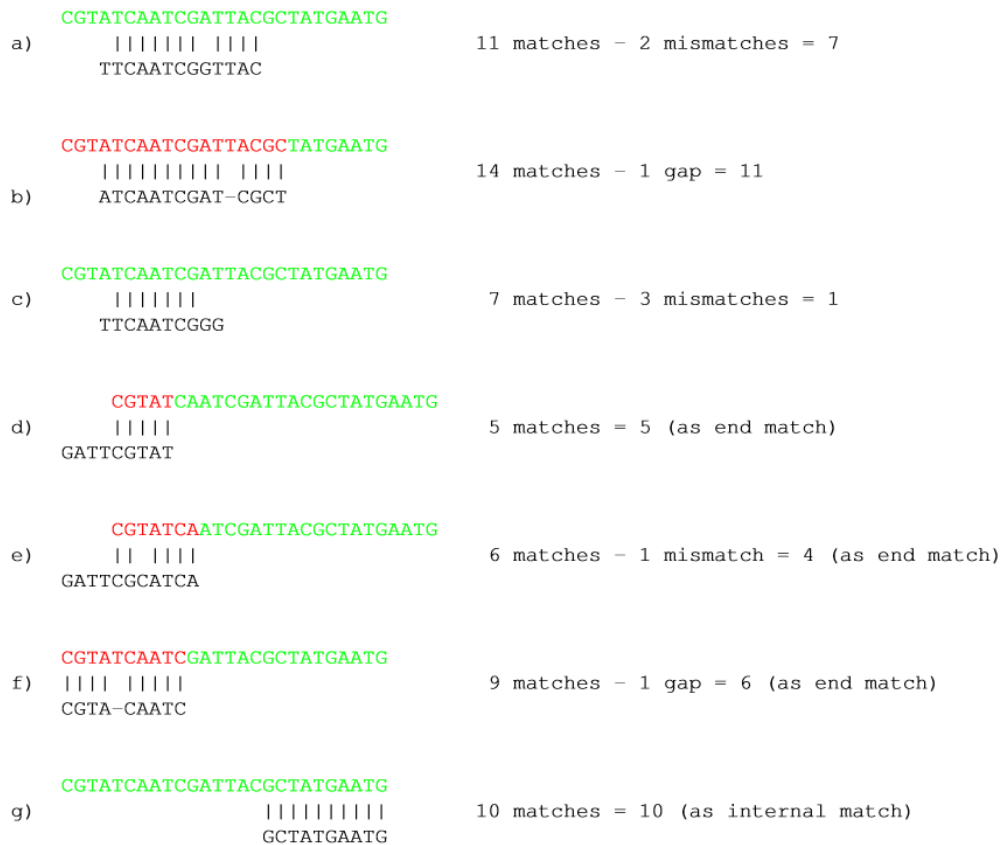 CGTATCAATCGATTACGCTATGAATG
a) ||||||| |||| 11 matches – 2 mismatches = 7
TTCAATCGGTTAC
CGTATCAATCGATTACGCTATGAATG
|||||||||| |||| 14 matches – 1 gap = 11
b) ATCAATCGAT–CGCT
CGTATCAATCGATTACGCTATGAATG
c) ||||||| 7 matches – 3 mismatches = 1
TTCAATCGGG
CGTATCAATCGATTACGCTATGAATG
d) ||||| 5 matches = 5 (as end match)
GATTCGTAT
CGTATCAATCGATTACGCTATGAATG
e) || |||| 6 matches – 1 mismatch = 4 (as end match)
GATTCGCATCA
CGTATCAATCGATTACGCTATGAATG
f) |||| ||||| 9 matches – 1 gap = 6 (as end match)
CGTA–CAATC
CGTATCAATCGATTACGCTATGAATG
g) |||||||||| 10 matches = 10 (as internal match)
GCTATGAATG